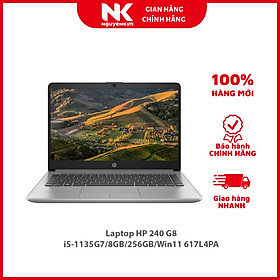 NK
NGUYENKIM
GIAN HÀNG
CHÍNH HÃNG
100%
HÀNG MỚI
Bảo hành
CHÍNH HÃNG
Giao hàng
NHANH
Laptop HP 240 G8
i5-1135G7/8GB/256GB/Win11 617L4PA